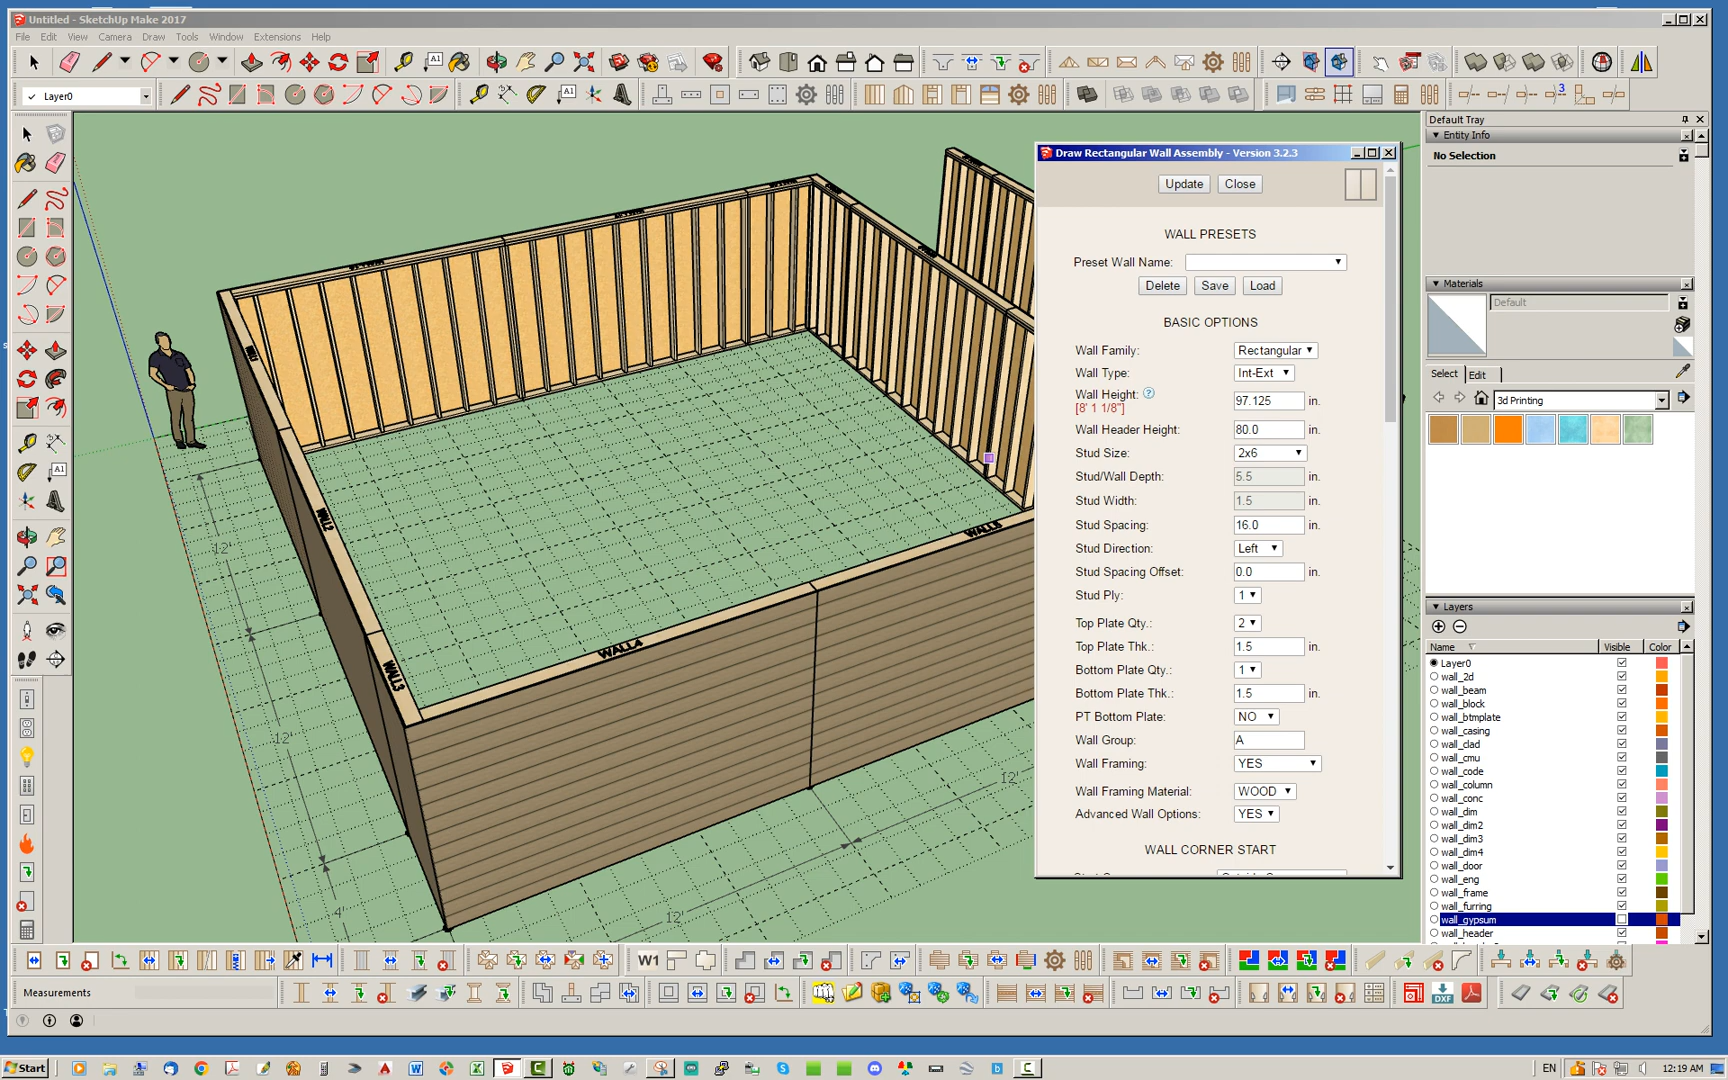 Untitled - SketchUp Make 2017
File Edit View Camera Draw Tools Window Extensions Help
Layer0
Default Tray
Entity Info
No Selection
Materials
Default
Select Edit
3d Printing
Layers
Name Visible Color
Layer0
wall_2d
wall_beam
wall_block
wall_btmplate
wall_casing
wall_clad
wall_cmu
wall_code
wall_column
wall_conc
wall_dim
wall_dim2
wall_dim3
wall_dim4
wall_door
wall_eng
wall_frame
wall_furring
wall_gypsum
wall_header
Draw Rectangular Wall Assembly - Version 3.2.3
Update Close
WALL PRESETS
Preset Wall Name:
Delete Save Load
BASIC OPTIONS
Wall Family: Rectangular
Wall Type: Int-Ext
Wall Height: 97.125 in.
[8' 1 1/8"]
Wall Header Height: 80.0 in.
Stud Size: 2x6
Stud/Wall Depth: 5.5 in.
Stud Width: 1.5 in.
Stud Spacing: 16.0 in.
Stud Direction: Left
Stud Spacing Offset: 0.0 in.
Stud Ply: 1
Top Plate Qty.: 2
Top Plate Thk.: 1.5 in.
Bottom Plate Qty.: 1
Bottom Plate Thk.: 1.5 in.
PT Bottom Plate: NO
Wall Group: A
Wall Framing: YES
Wall Framing Material: WOOD
Advanced Wall Options: YES
WALL CORNER START
WALL2
WALL3
WALL4
WALL5
12'
12'
4'
12'
12'
A1
A1
A1
3
W1
DXF
Measurements
Start
EN
12:19 AM